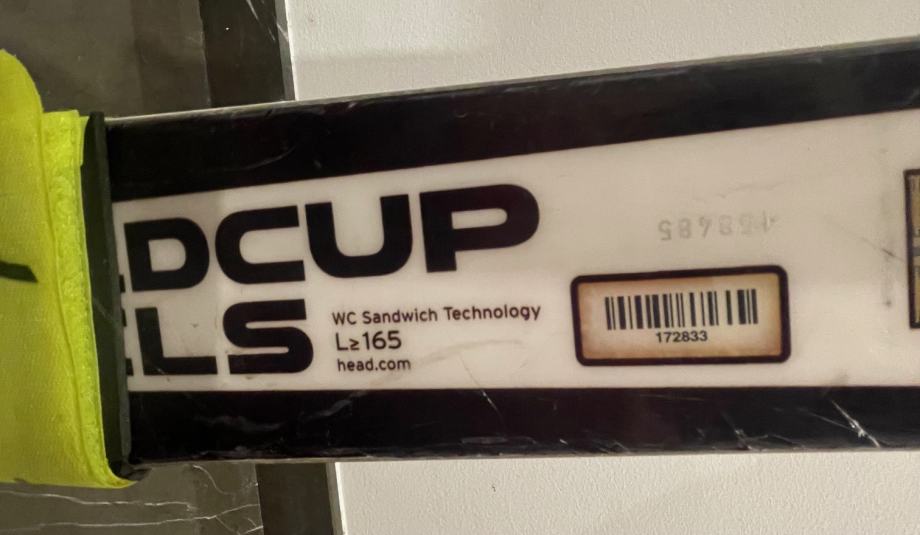 DCUP
LS
WC Sandwich Technology
L≥165
head.com
172833